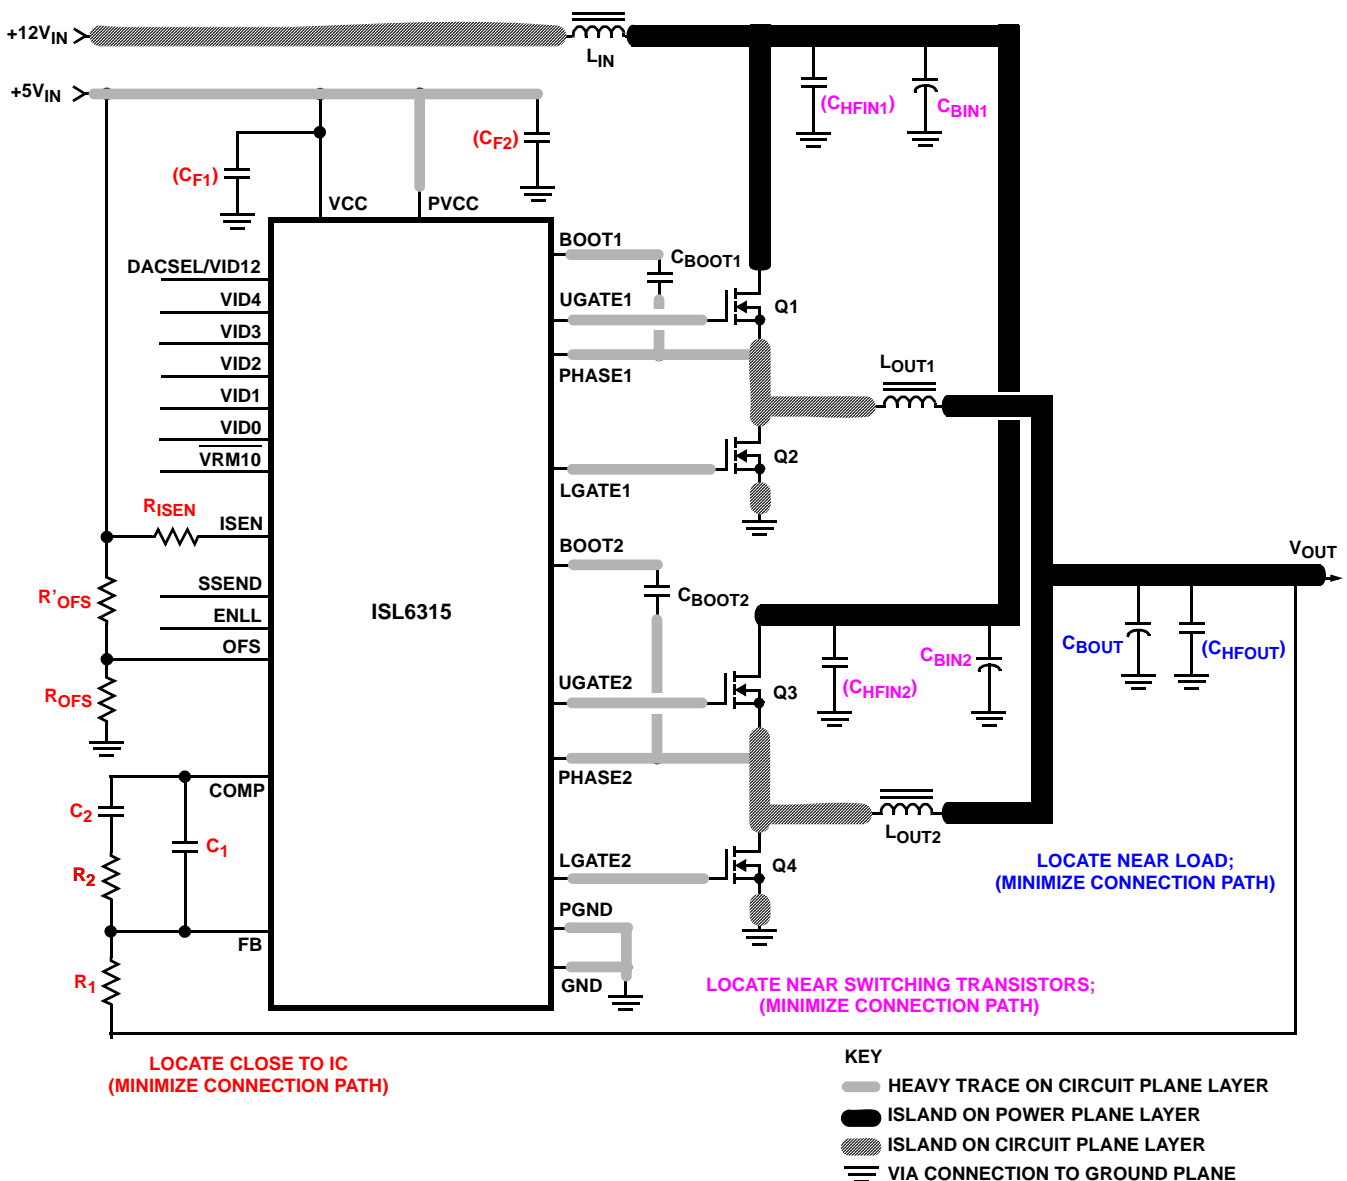 +12VIN
LIN
+5VIN
(CHFIN1)
CBIN1
(CF2)
(CF1)
VCC
PVCC
BOOT1
CBOOT1
DACSEL/VID12
VID4
UGATE1
Q1
VID3
VID2
PHASE1
LOUT1
VID1
VID0
VRM10
Q2
LGATE1
RISEN
ISEN
BOOT2
VOUT
SSEND
R'OFS
CBOOT2
ISL6315
ENLL
OFS
CBOUT
(CHFOUT)
CBIN2
(CHFIN2)
ROFS
UGATE2
Q3
PHASE2
COMP
C2
C1
LOUT2
R2
LGATE2
Q4
LOCATE NEAR LOAD;
(MINIMIZE CONNECTION PATH)
PGND
FB
R1
GND
LOCATE NEAR SWITCHING TRANSISTORS;
(MINIMIZE CONNECTION PATH)
LOCATE CLOSE TO IC
(MINIMIZE CONNECTION PATH)
KEY
HEAVY TRACE ON CIRCUIT PLANE LAYER
ISLAND ON POWER PLANE LAYER
ISLAND ON CIRCUIT PLANE LAYER
VIA CONNECTION TO GROUND PLANE